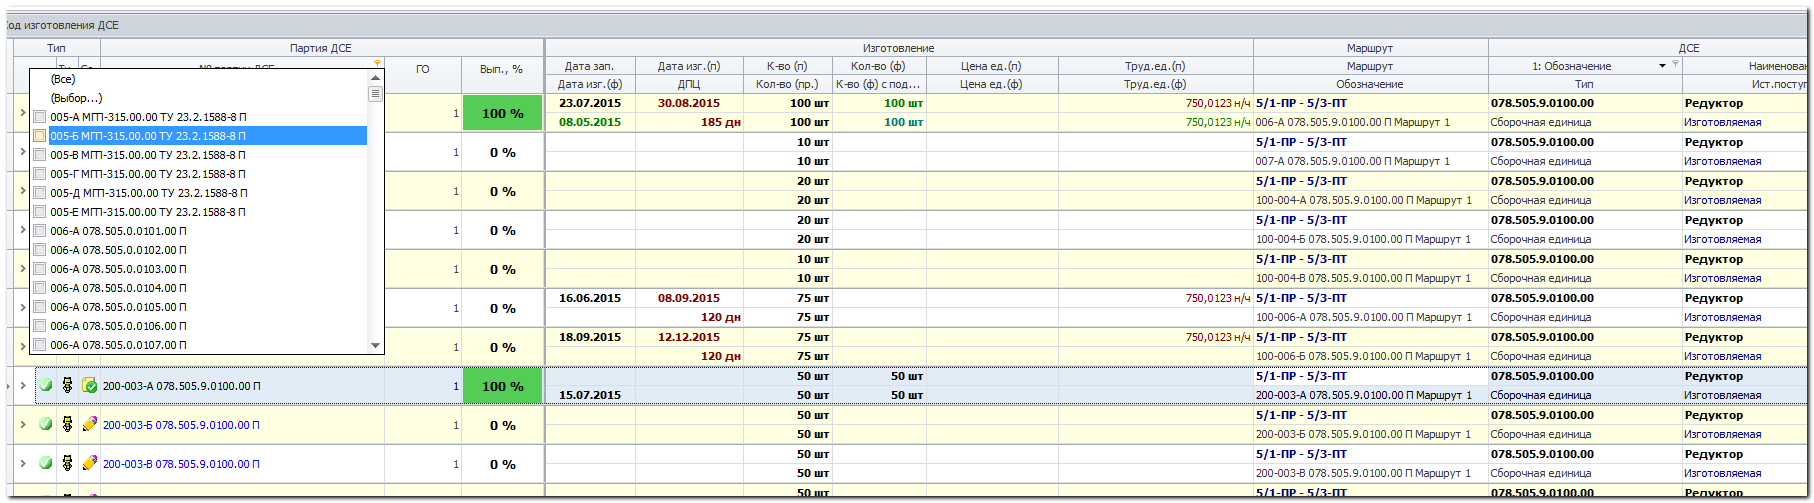 Код изготовления ДСЕ
Тип Партия ДСЕ Изготовление Маршрут ДСЕ
№ партии ДСЕ ГО Вып., % Дата зап. Дата изг.(п) К-во (п) Кол-во (ф) Цена ед.(п) Труд.ед.(п) Маршрут 1: Обозначение Наименован
Дата изг.(ф) ДПЦ Кол-во (пр.) К-во (ф) с под... Цена ед.(ф) Труд.ед.(ф) Обозначение Тип Ист.поступ
(Все)
(Выбор...)
005-А МГП-315.00.00 ТУ 23.2.1588-8 П
005-Б МГП-315.00.00 ТУ 23.2.1588-8 П
005-В МГП-315.00.00 ТУ 23.2.1588-8 П
005-Г МГП-315.00.00 ТУ 23.2.1588-8 П
005-Д МГП-315.00.00 ТУ 23.2.1588-8 П
005-Е МГП-315.00.00 ТУ 23.2.1588-8 П
006-А 078.505.0.0101.00 П
006-А 078.505.0.0102.00 П
006-А 078.505.0.0103.00 П
006-А 078.505.0.0104.00 П
006-А 078.505.0.0105.00 П
006-А 078.505.0.0106.00 П
006-А 078.505.0.0107.00 П
1 100 % 23.07.2015 30.08.2015 100 шт 100 шт 750,0123 н/ч 5/1-ПР - 5/3-ПТ 078.505.9.0100.00 Редуктор
08.05.2015 185 дн 100 шт 100 шт 750,0123 н/ч 006-А 078.505.9.0100.00 П Маршрут 1 Сборочная единица Изготовляемая
1 0 % 10 шт 5/1-ПР - 5/3-ПТ 078.505.9.0100.00 Редуктор
10 шт 007-А 078.505.9.0100.00 П Маршрут 1 Сборочная единица Изготовляемая
1 0 % 20 шт 5/1-ПР - 5/3-ПТ 078.505.9.0100.00 Редуктор
20 шт 100-004-А 078.505.9.0100.00 П Маршрут 1 Сборочная единица Изготовляемая
1 0 % 20 шт 5/1-ПР - 5/3-ПТ 078.505.9.0100.00 Редуктор
20 шт 100-004-Б 078.505.9.0100.00 П Маршрут 1 Сборочная единица Изготовляемая
1 0 % 10 шт 5/1-ПР - 5/3-ПТ 078.505.9.0100.00 Редуктор
10 шт 100-004-В 078.505.9.0100.00 П Маршрут 1 Сборочная единица Изготовляемая
1 0 % 16.06.2015 08.09.2015 75 шт 750,0123 н/ч 5/1-ПР - 5/3-ПТ 078.505.9.0100.00 Редуктор
120 дн 75 шт 100-006-А 078.505.9.0100.00 П Маршрут 1 Сборочная единица Изготовляемая
1 0 % 18.09.2015 12.12.2015 75 шт 750,0123 н/ч 5/1-ПР - 5/3-ПТ 078.505.9.0100.00 Редуктор
120 дн 75 шт 100-006-Б 078.505.9.0100.00 П Маршрут 1 Сборочная единица Изготовляемая
200-003-А 078.505.9.0100.00 П 1 100 % 50 шт 50 шт 5/1-ПР - 5/3-ПТ 078.505.9.0100.00 Редуктор
15.07.2015 50 шт 50 шт 200-003-А 078.505.9.0100.00 П Маршрут 1 Сборочная единица Изготовляемая
200-003-Б 078.505.9.0100.00 П 1 0 % 50 шт 5/1-ПР - 5/3-ПТ 078.505.9.0100.00 Редуктор
50 шт 200-003-Б 078.505.9.0100.00 П Маршрут 1 Сборочная единица Изготовляемая
200-003-В 078.505.9.0100.00 П 1 0 % 50 шт 5/1-ПР - 5/3-ПТ 078.505.9.0100.00 Редуктор
50 шт 200-003-В 078.505.9.0100.00 П Маршрут 1 Сборочная единица Изготовляемая
50 шт 5/1-ПР - 5/3-ПТ 078.505.9.0100.00 Редуктор